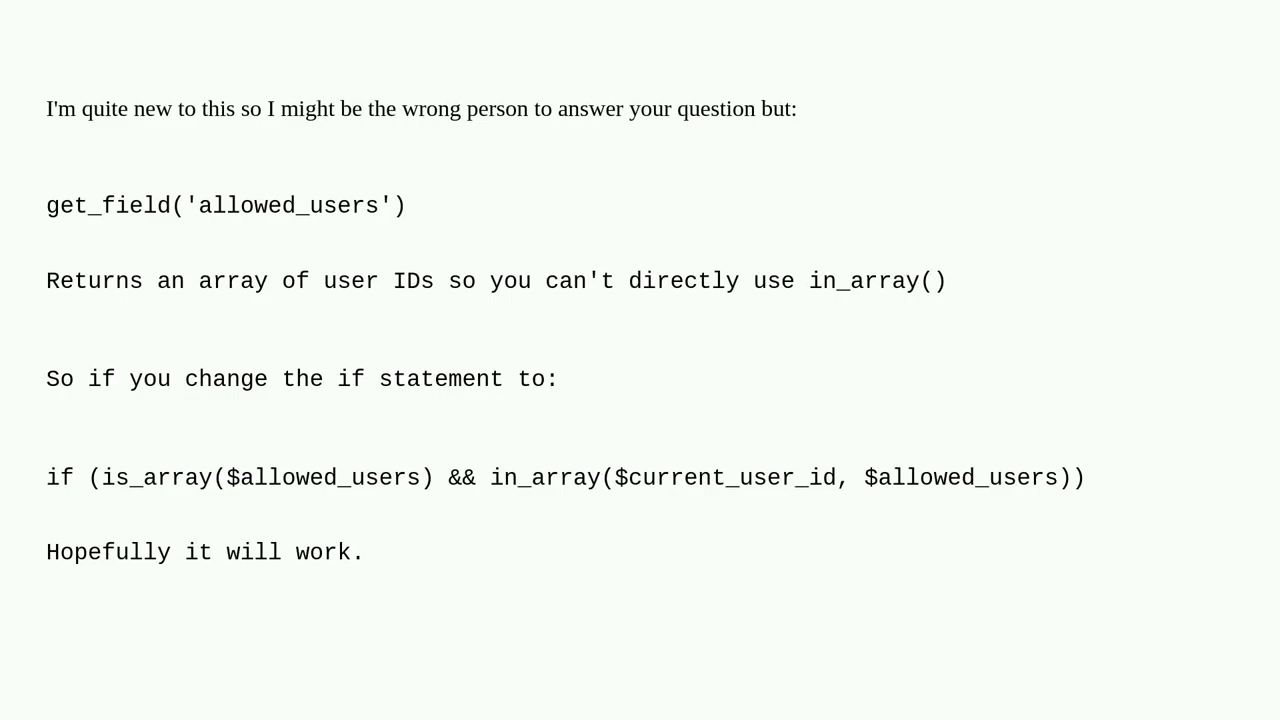 I'm quite new to this so I might be the wrong person to answer your question but:
get_field('allowed_users')
Returns an array of user IDs so you can't directly use in_array()
So if you change the if statement to:
if (is_array($allowed_users) && in_array($current_user_id, $allowed_users))
Hopefully it will work.